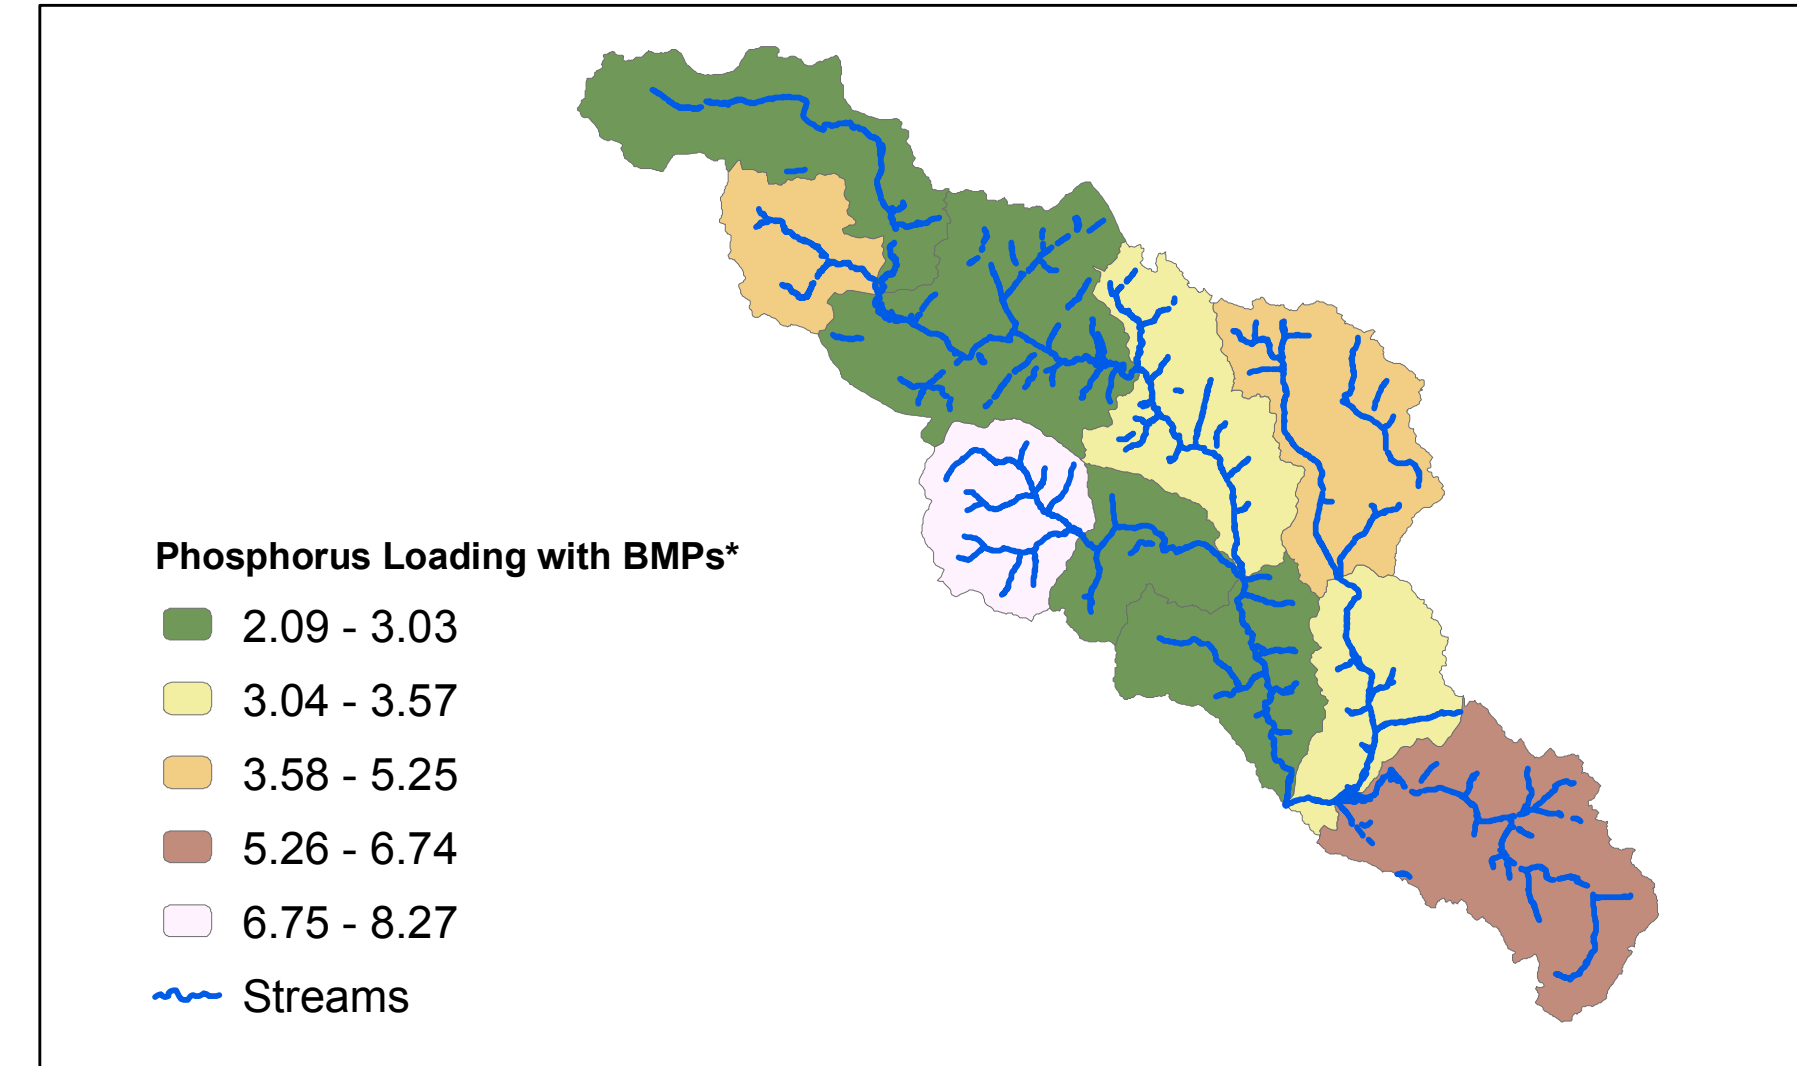 Phosphorus Loading with BMPs*
2.09 - 3.03
3.04 - 3.57
3.58 - 5.25
5.26 - 6.74
6.75 - 8.27
Streams